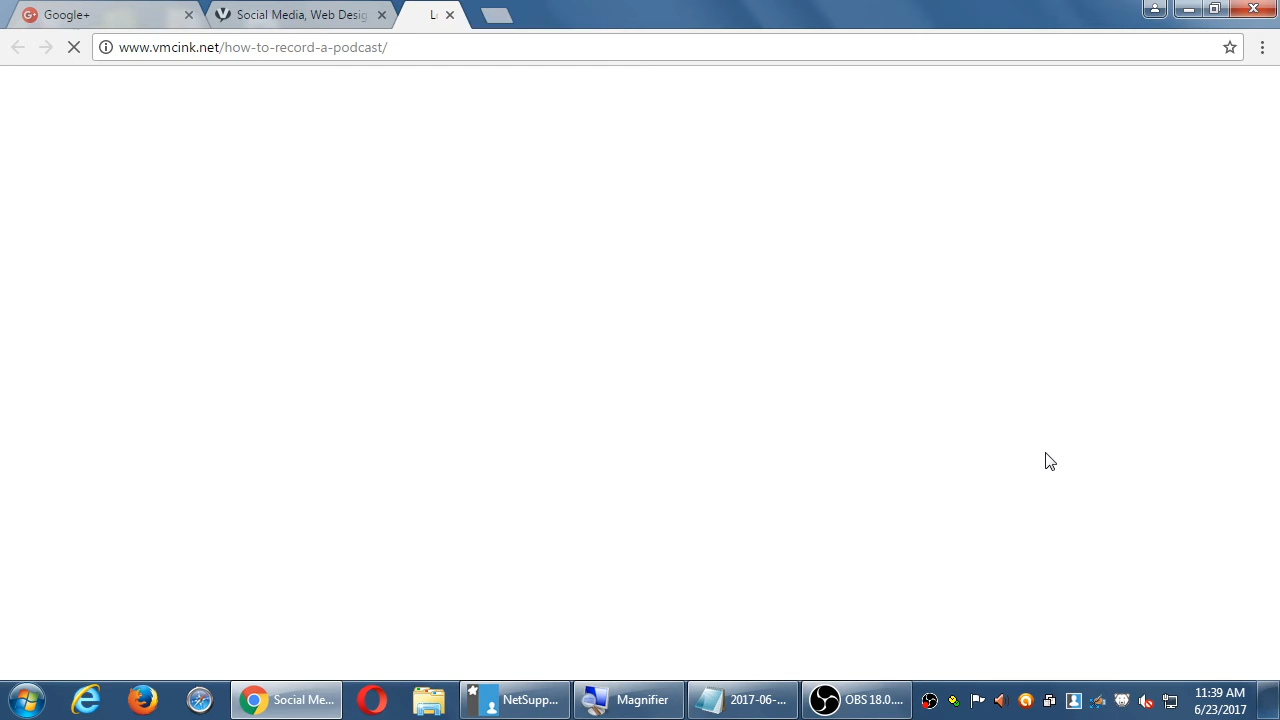 Google+
Social Media, Web Desig
L
www.vmcink.net/how-to-record-a-podcast/
Social Me...
NetSupp...
Magnifier
2017-06-...
OBS 18.0....
11:39 AM
6/23/2017